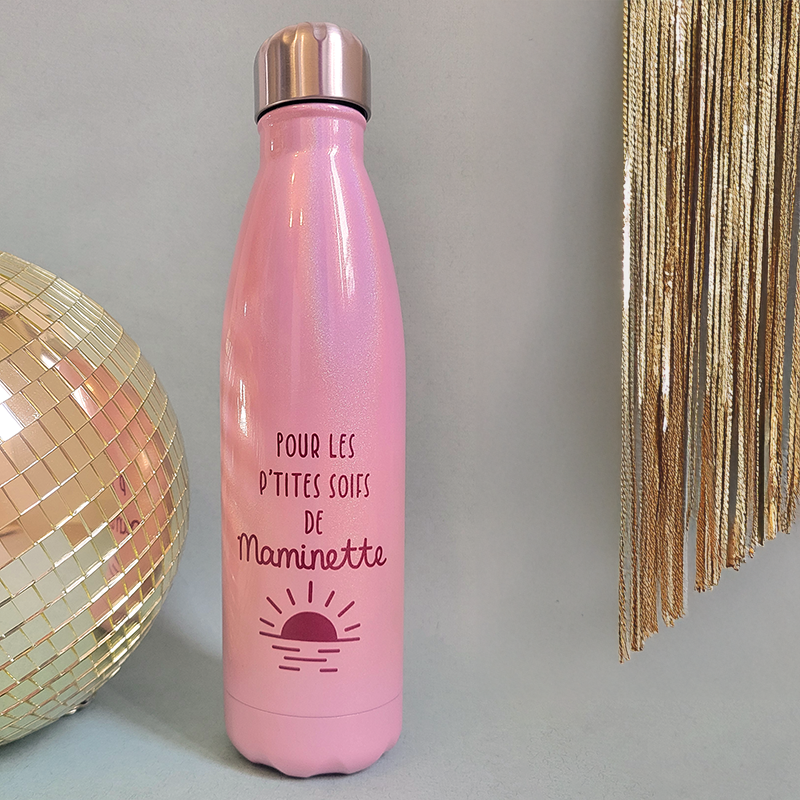 POUR LES
P'TITES SOIFS
DE
Maminette